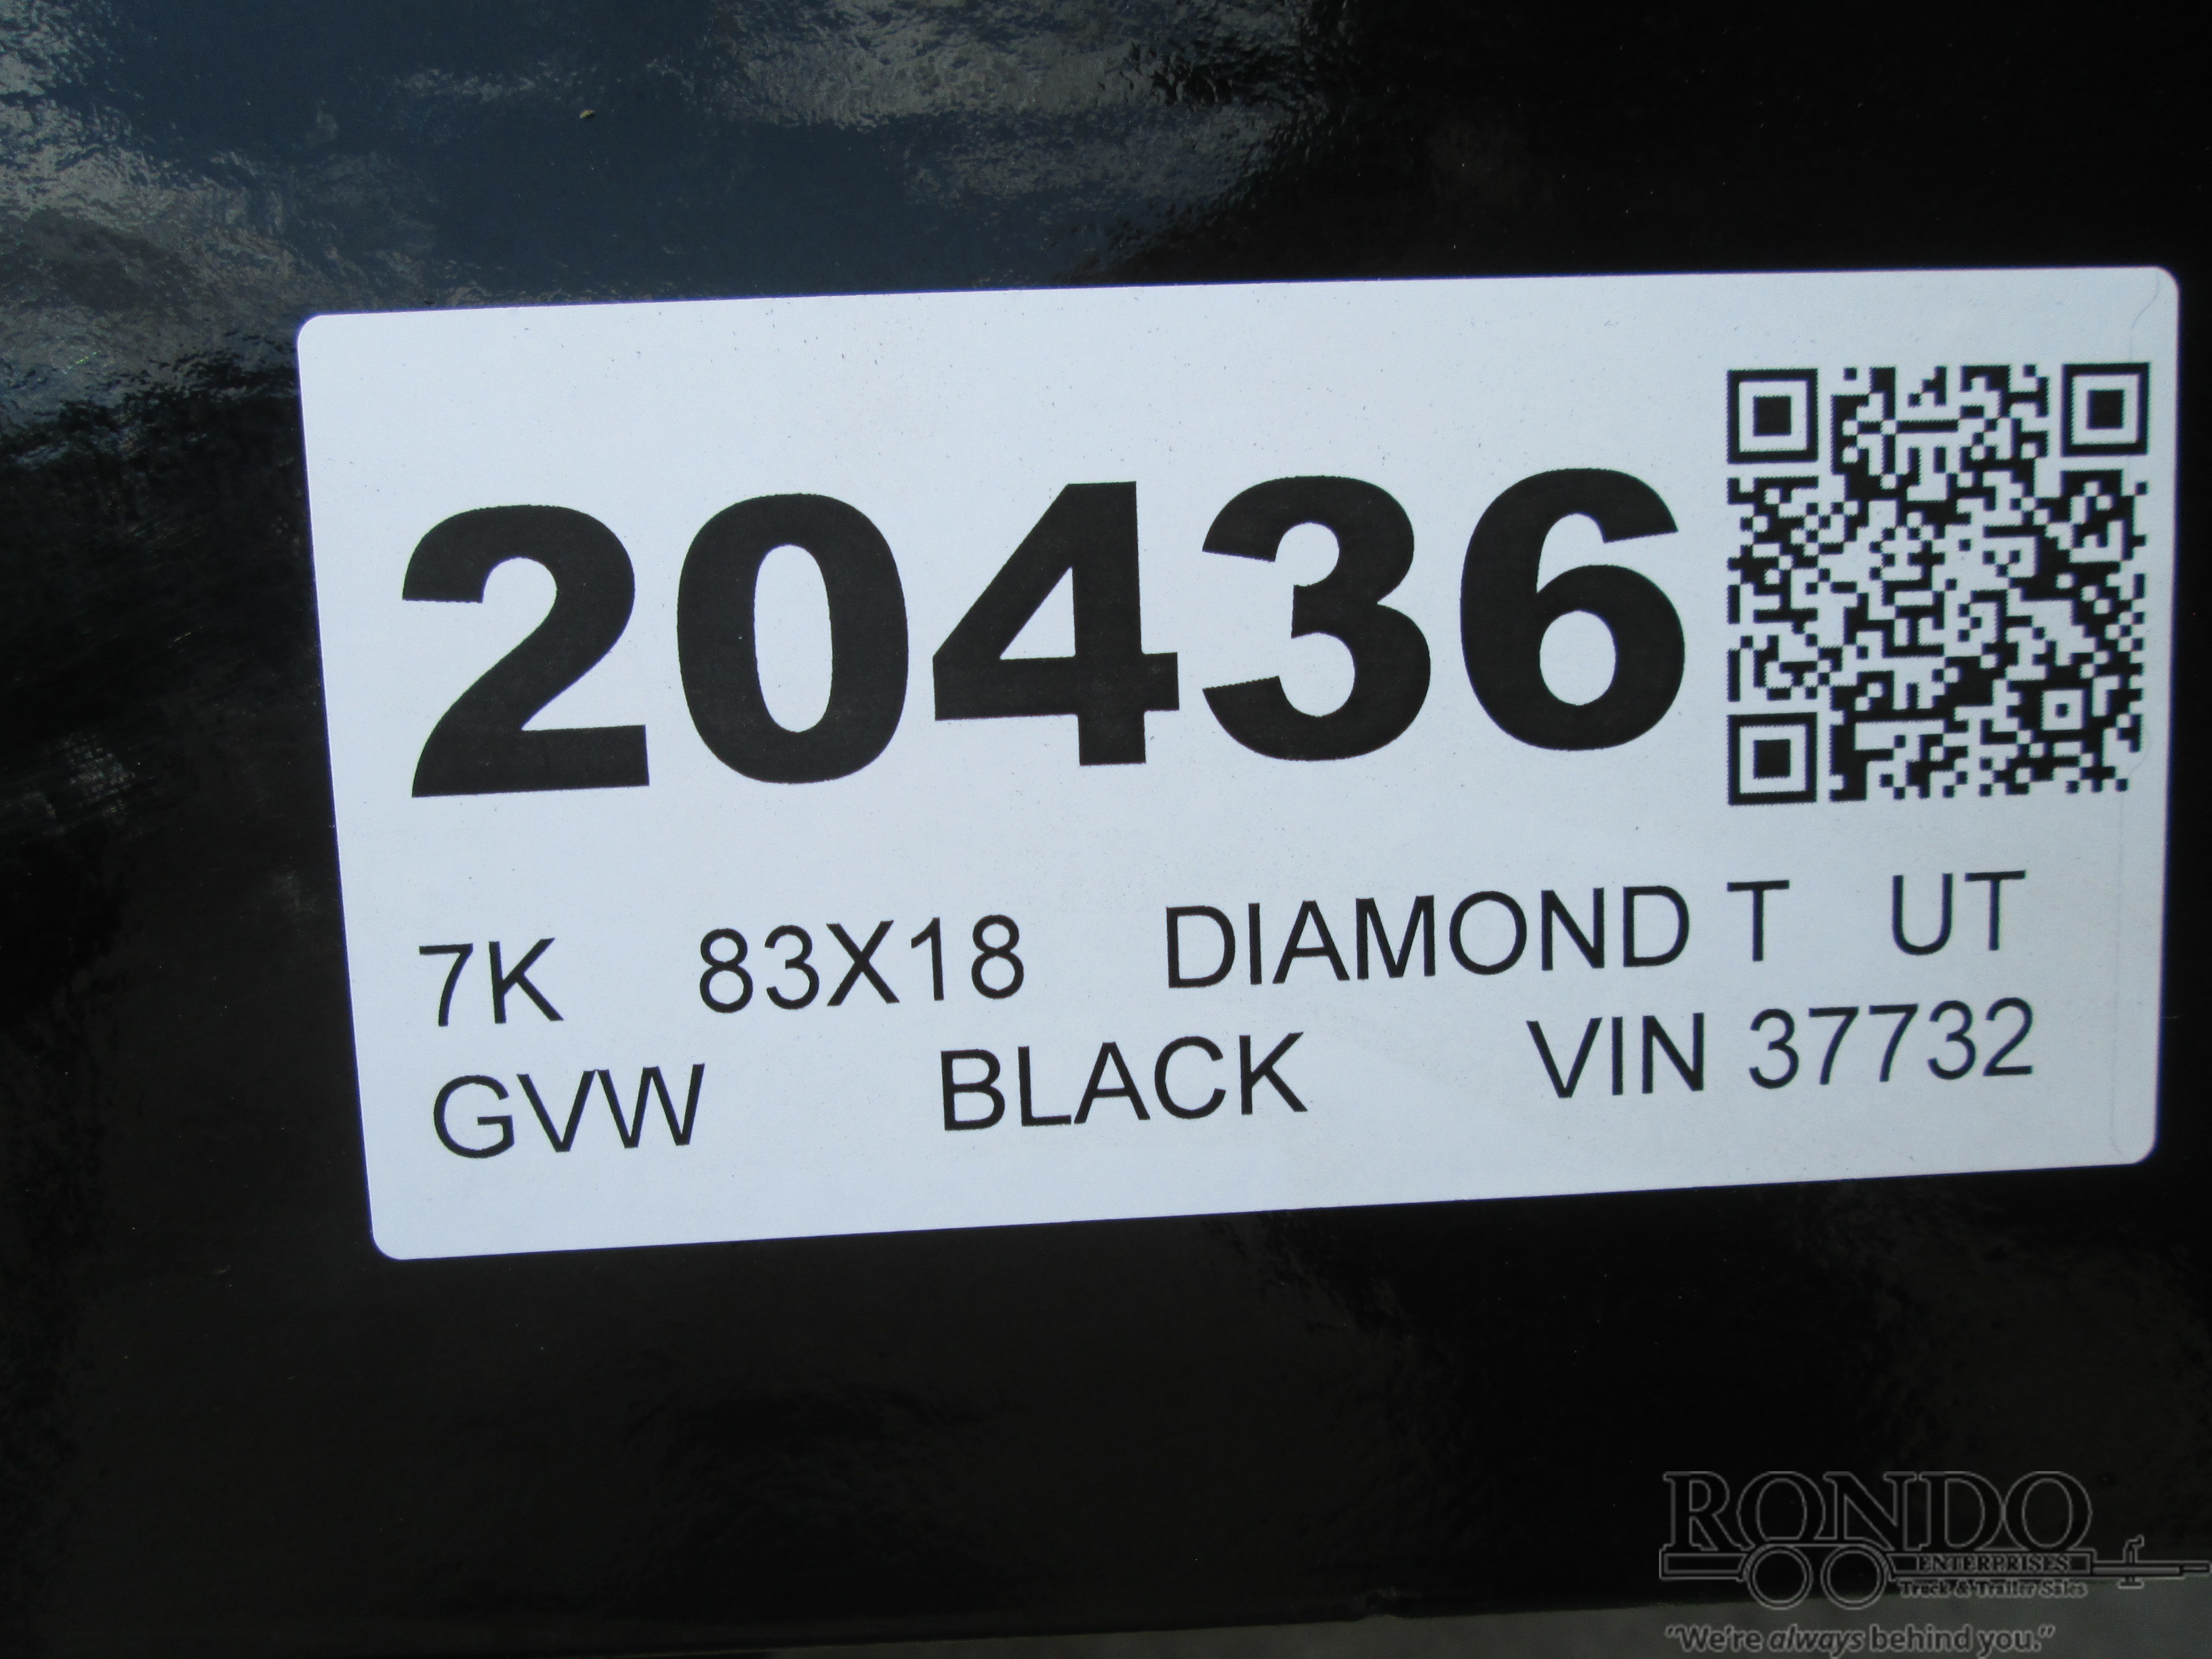 20436
7K 83X18 DIAMOND T UT
GVW BLACK VIN 37732
RONDO
ENTERPRISES
Truck & Trailer Sales
"We're always behind you."